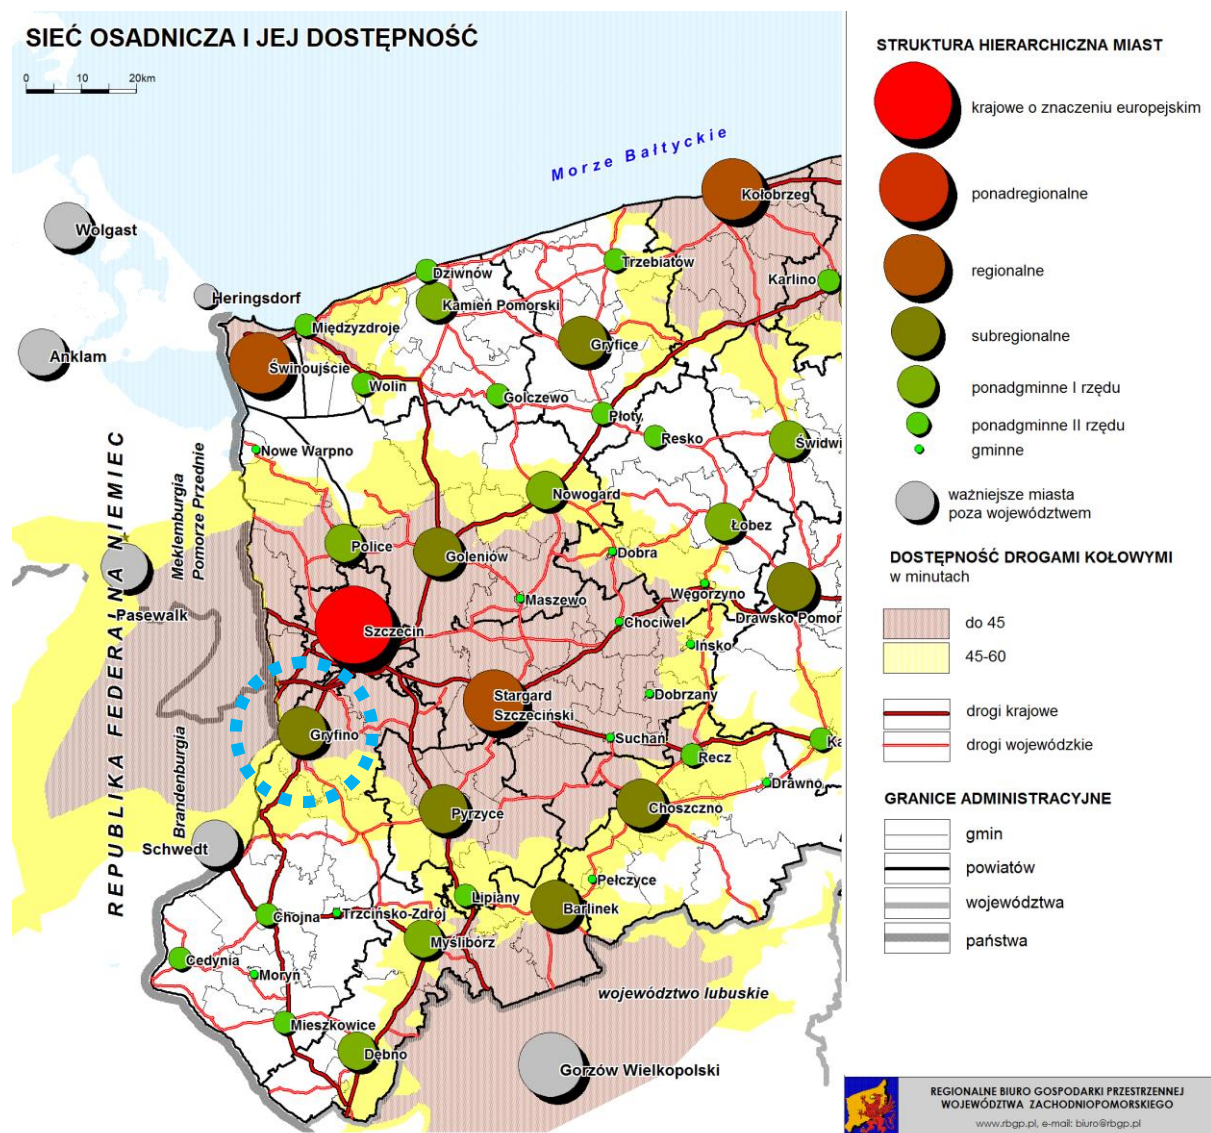 SIEĆ OSADNICZA I JEJ DOSTĘPNOŚĆ
0 10 20km
Morze Bałtyckie
Kołobrzeg
Wolgast
Trzebiatów
Dziwnów
Karlino
Heringsdorf
Kamień Pomorski
Międzyzdroje
Gryfice
Anklam
Świnoujście
Wolin
Golczewo
Płoty
Resko
Świdwi
Nowe Warpno
Nowogard
Łobez
Police
Goleniów
Dobra
Pasewalk
Maszewo
Węgorzyno
Drawsko Pomor
Chociwel
Szczecin
Ińsko
Stargard
Szczeciński
Dobrzany
Gryfino
Suchań
Recz
Ka
Drawno
Pyrzyce
Choszczno
Schwedt
Pełczyce
Lipiany
Barlinek
Chojna
Trzcińsko-Zdrój
Myślibórz
Cedynia
Moryń
województwo lubuskie
Mieszkowice
Dębno
Gorzów Wielkopolski
REPUBLIKA FEDERALNA NIEMIEC
Meklemburgia
Pomorze Przednie
Brandenburgia
STRUKTURA HIERARCHICZNA MIAST
krajowe o znaczeniu europejskim
ponadregionalne
regionalne
subregionalne
ponadgminne I rzędu
ponadgminne II rzędu
gminne
ważniejsze miasta
poza województwem
DOSTĘPNOŚĆ DROGAMI KOŁOWYMI
w minutach
do 45
45-60
drogi krajowe
drogi wojewódzkie
GRANICE ADMINISTRACYJNE
gmin
powiatów
województwa
państwa
REGIONALNE BIURO GOSPODARKI PRZESTRZENNEJ
WOJEWÓDZTWA ZACHODNIOPOMORSKIEGO
www.rbgp.pl, e-mail: biuro@rbgp.pl